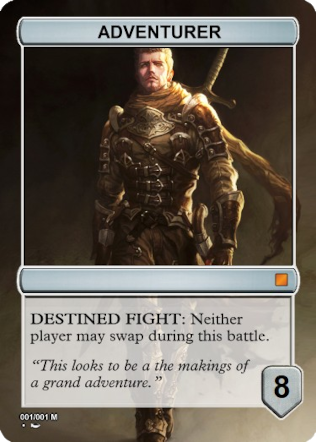 ADVENTURER
DESTINED FIGHT: Neither
player may swap during this battle.
“This looks to be a the makings of
a grand adventure.”
8
001/001 M